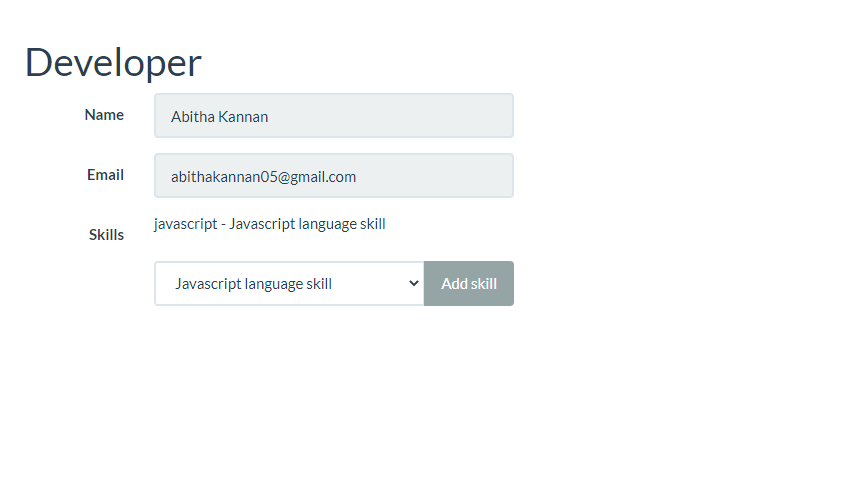 Developer
Name
Abitha Kannan
Email
abithakannan05@gmail.com
Skills
javascript - Javascript language skill
Javascript language skill
Add skill